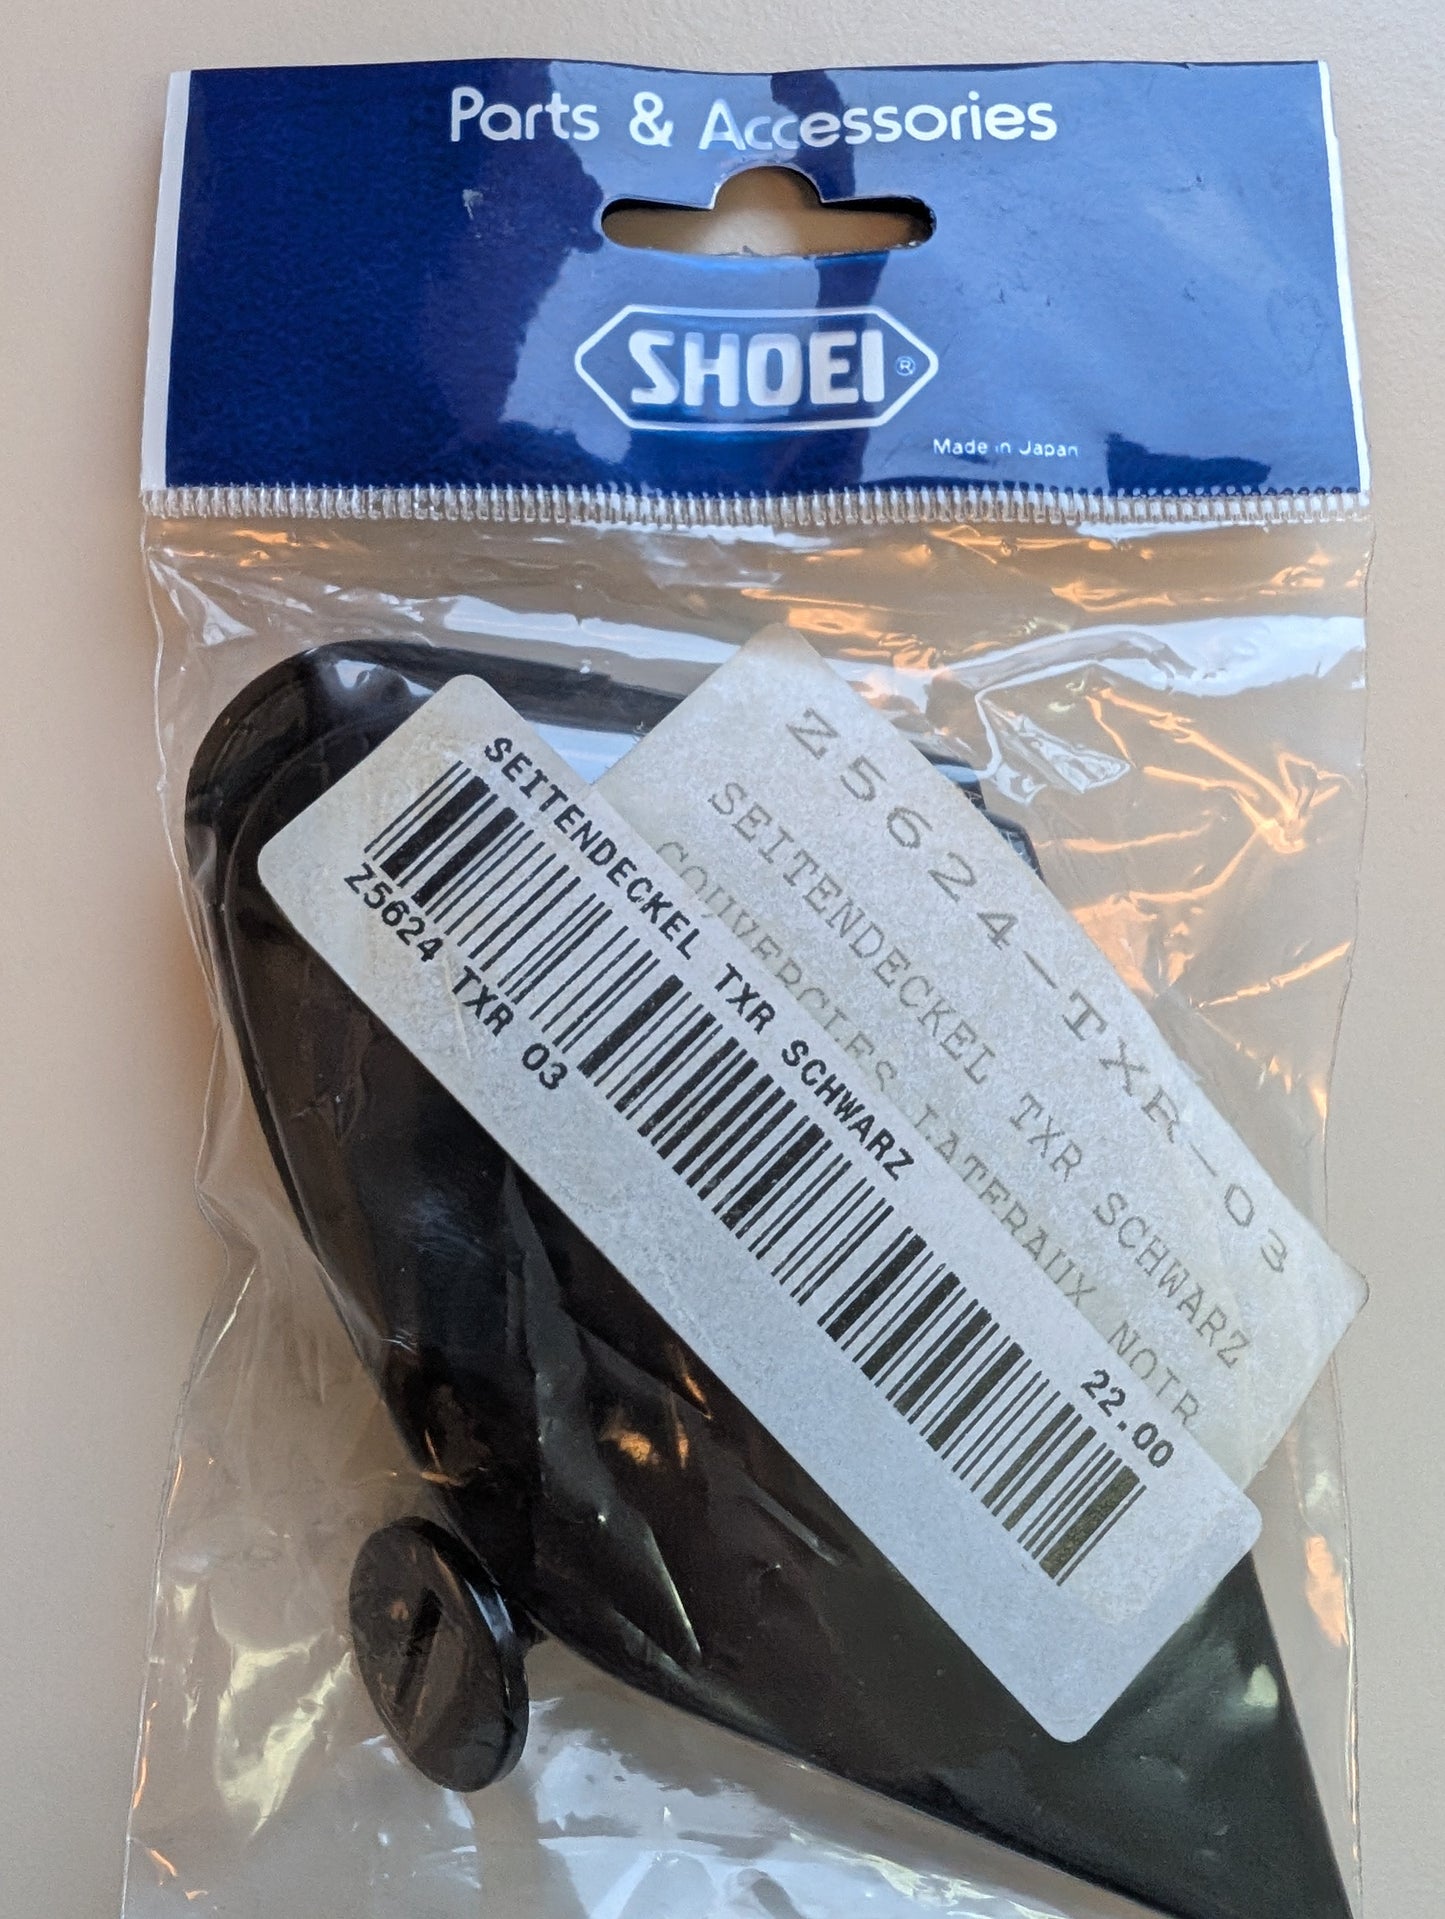 Parts & Accessories
SHOEI®
Made in Japan
Z5624-TXR-03
SEITENDECKEL TXR SCHWARZ
COUVERCLES LATERAUX NOIR
SEITENDECKEL TXR SCHWARZ
22.00
Z5624 TXR 03